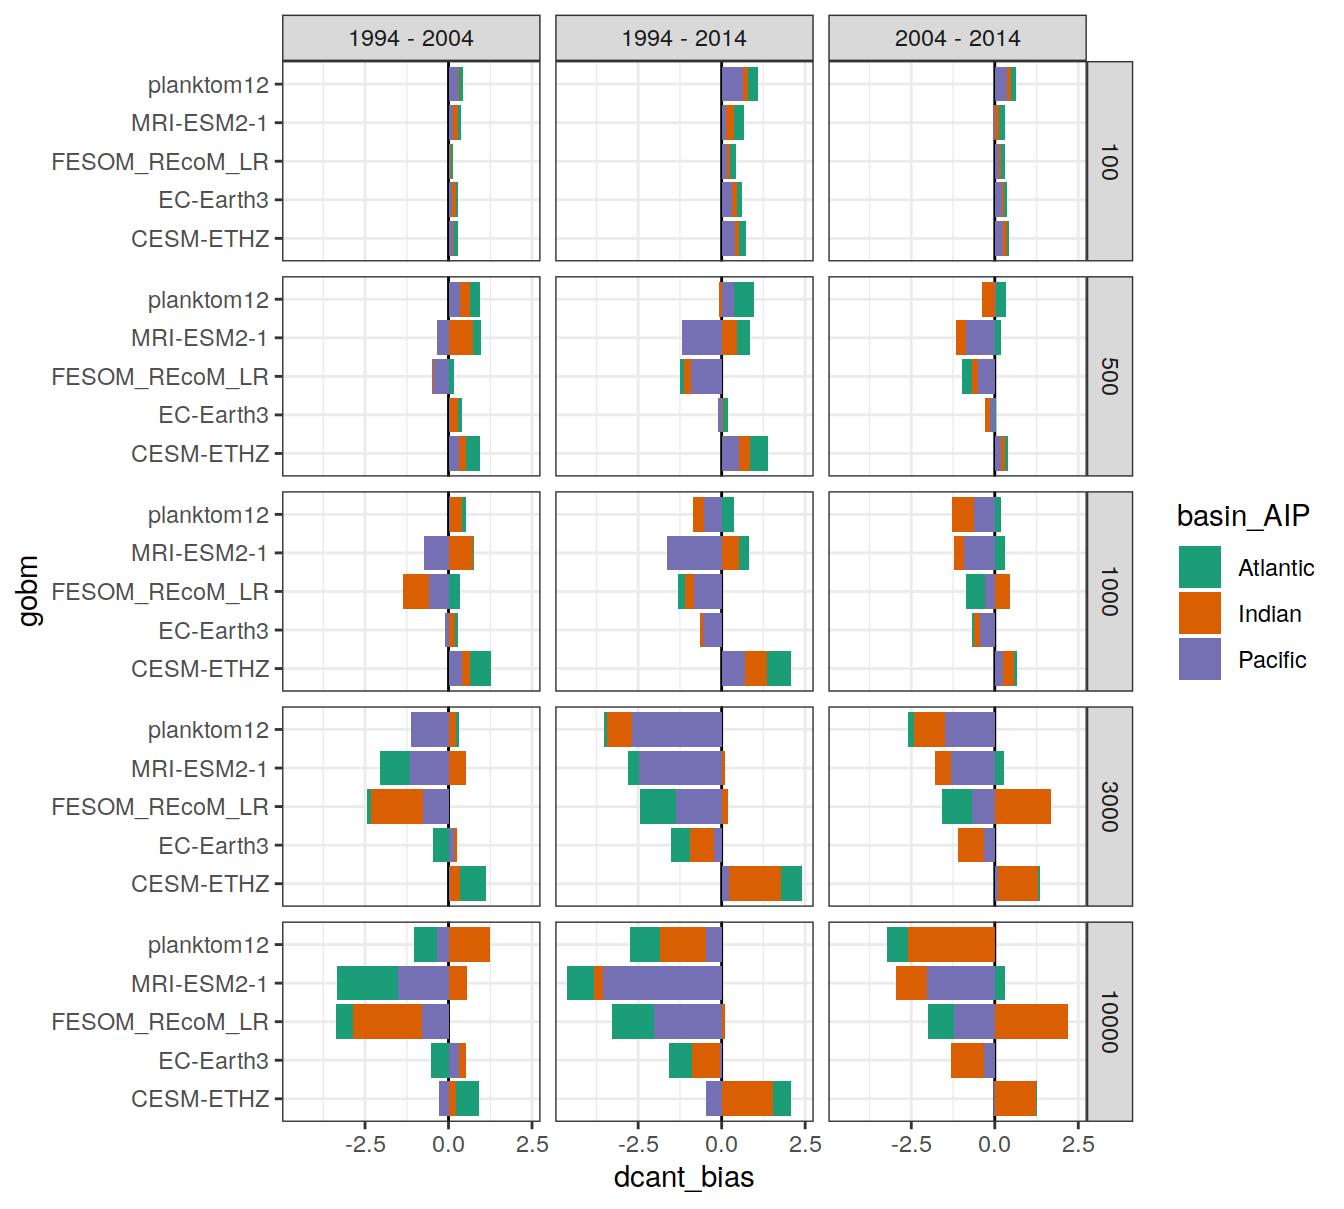 1994 - 2004
1994 - 2014
2004 - 2014
planktom12
MRI-ESM2-1
FESOM_REcoM_LR
EC-Earth3
CESM-ETHZ
100
planktom12
MRI-ESM2-1
FESOM_REcoM_LR
EC-Earth3
CESM-ETHZ
500
planktom12
MRI-ESM2-1
FESOM_REcoM_LR
EC-Earth3
CESM-ETHZ
1000
planktom12
MRI-ESM2-1
FESOM_REcoM_LR
EC-Earth3
CESM-ETHZ
3000
planktom12
MRI-ESM2-1
FESOM_REcoM_LR
EC-Earth3
CESM-ETHZ
10000
gobm
-2.5 0.0 2.5
-2.5 0.0 2.5
-2.5 0.0 2.5
dcant_bias
basin_AIP
Atlantic
Indian
Pacific